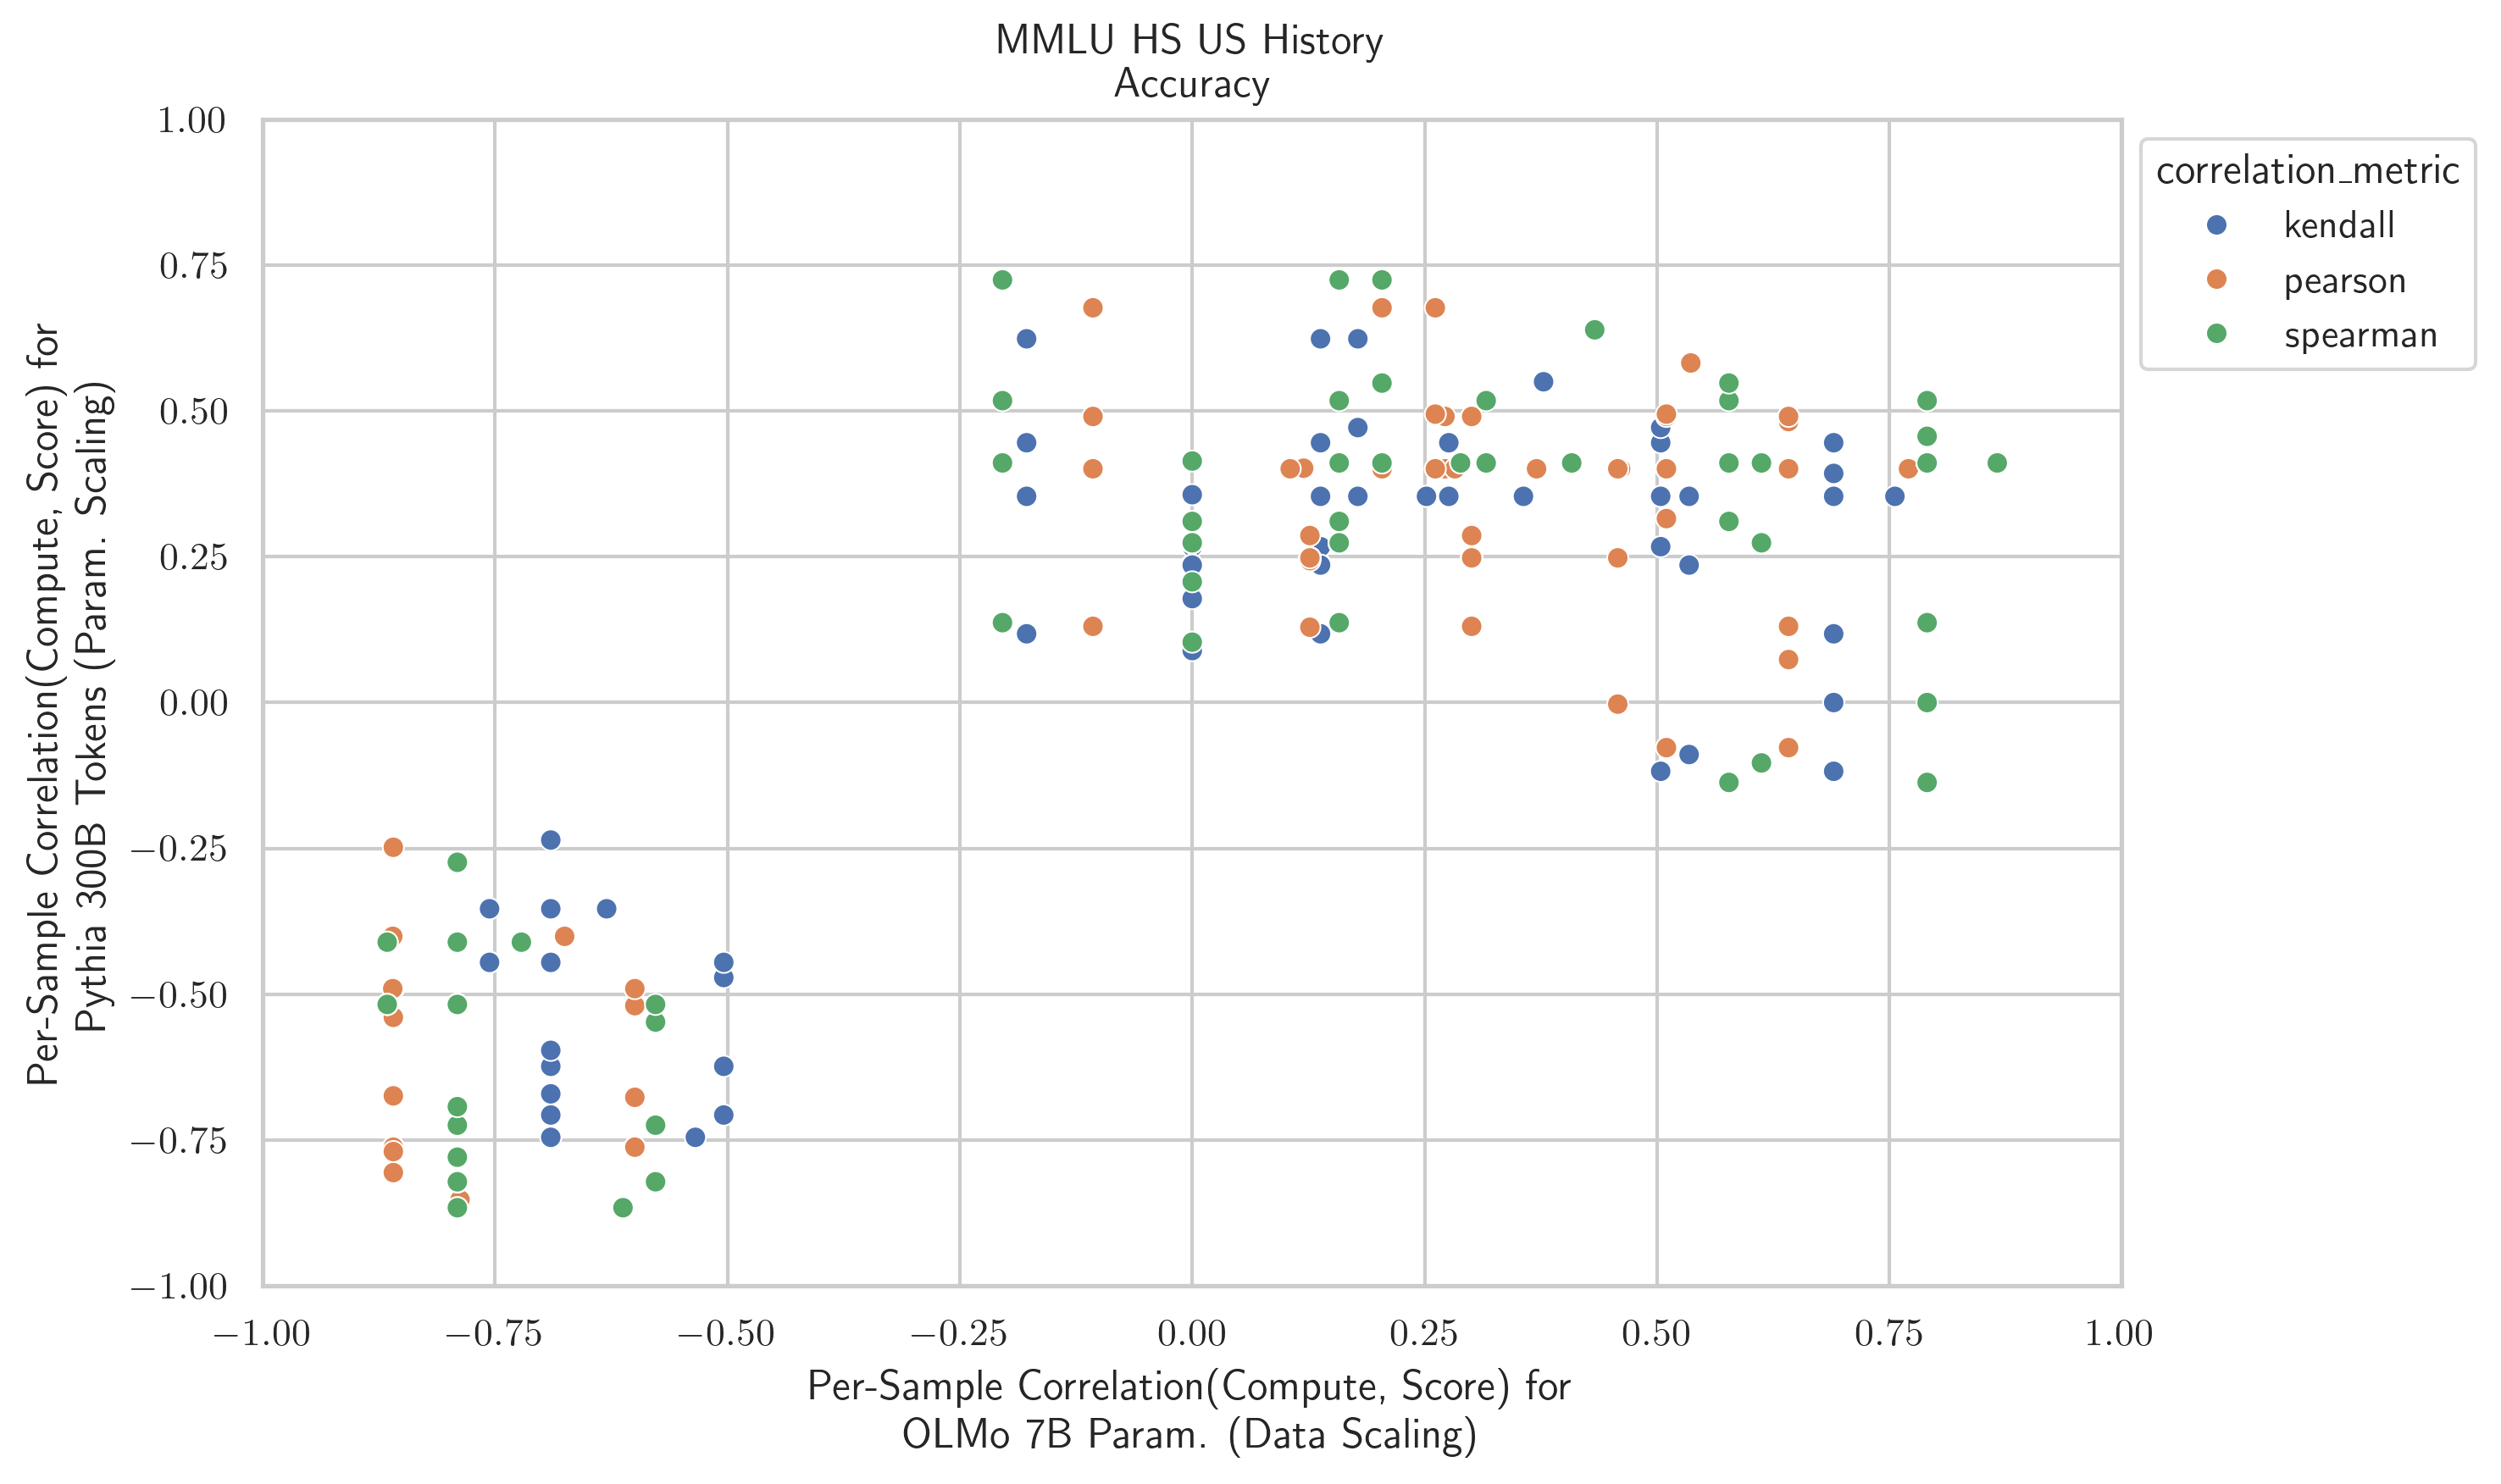 MMLU HS US History
Accuracy
1.00
0.75
0.50
0.25
0.00
−0.25
−0.50
−0.75
−1.00
Per-Sample Correlation(Compute, Score) for
Pythia 300B Tokens (Param. Scaling)
−1.00 −0.75 −0.50 −0.25 0.00 0.25 0.50 0.75 1.00
Per-Sample Correlation(Compute, Score) for
OLMo 7B Param. (Data Scaling)
correlation_metric
kendall
pearson
spearman